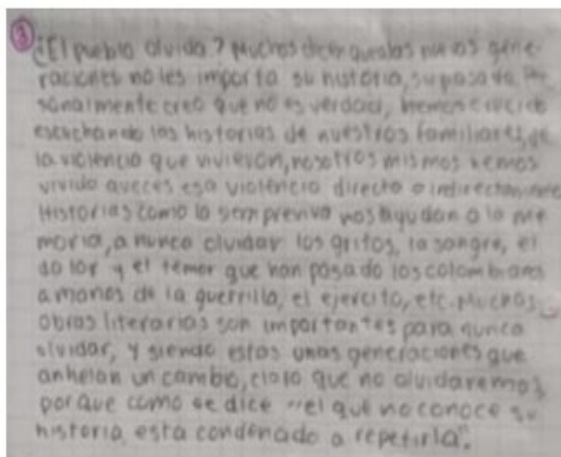 ③ ¿El pueblo olvida? Muchos dicen que a las nuevas gene-
raciones no les importa su historia, su pasado. Per-
sonalmente creo que no es verdad, hemos crecido
escuchando las historias de nuestros familiares, de
la violencia que vivieron, nosotros mismos hemos
vivido aveces esa violencia directa o indirectamente
Historias como la siempreviva nos ayudan a la me
moria, a nunca olvidar los gritos, la sangre, el
dolor y el temor que han pasado los colombianos
a manos de la guerrilla, el ejercito, etc. Muchas
obras literarias son importantes para nunca
olvidar, y siendo estas unas generaciones que
anhelan un cambio, claro que no olvidaremos
porque como se dice "el que no conoce su
historia esta condenado a repetirla".